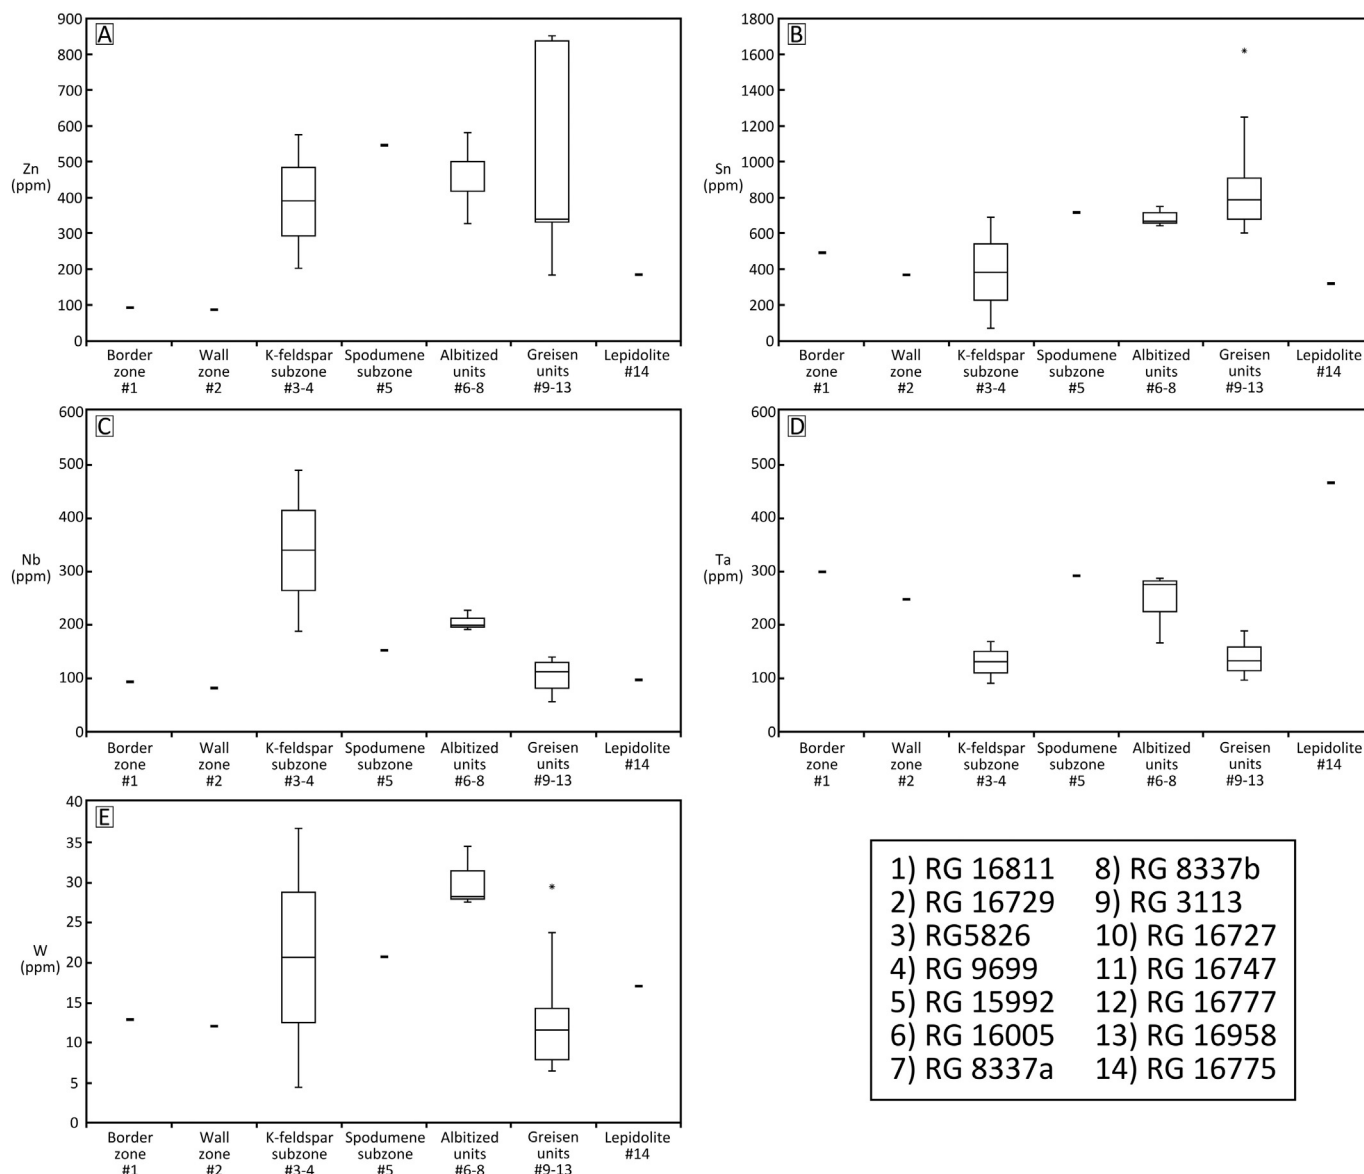 A
900
800
700
600
500
400
300
200
100
0
Zn
(ppm)
Border
zone
#1
Wall
zone
#2
K-feldspar
subzone
#3-4
Spodumene
subzone
#5
Albitized
units
#6-8
Greisen
units
#9-13
Lepidolite
#14
B
1800
1600
1400
1200
1000
800
600
400
200
0
Sn
(ppm)
Border
zone
#1
Wall
zone
#2
K-feldspar
subzone
#3-4
Spodumene
subzone
#5
Albitized
units
#6-8
Greisen
units
#9-13
Lepidolite
#14
C
600
500
400
300
200
100
0
Nb
(ppm)
Border
zone
#1
Wall
zone
#2
K-feldspar
subzone
#3-4
Spodumene
subzone
#5
Albitized
units
#6-8
Greisen
units
#9-13
Lepidolite
#14
D
600
500
400
300
200
100
0
Ta
(ppm)
Border
zone
#1
Wall
zone
#2
K-feldspar
subzone
#3-4
Spodumene
subzone
#5
Albitized
units
#6-8
Greisen
units
#9-13
Lepidolite
#14
E
40
35
30
25
20
15
10
5
0
W
(ppm)
Border
zone
#1
Wall
zone
#2
K-feldspar
subzone
#3-4
Spodumene
subzone
#5
Albitized
units
#6-8
Greisen
units
#9-13
Lepidolite
#14
1) RG 16811
2) RG 16729
3) RG5826
4) RG 9699
5) RG 15992
6) RG 16005
7) RG 8337a
8) RG 8337b
9) RG 3113
10) RG 16727
11) RG 16747
12) RG 16777
13) RG 16958
14) RG 16775